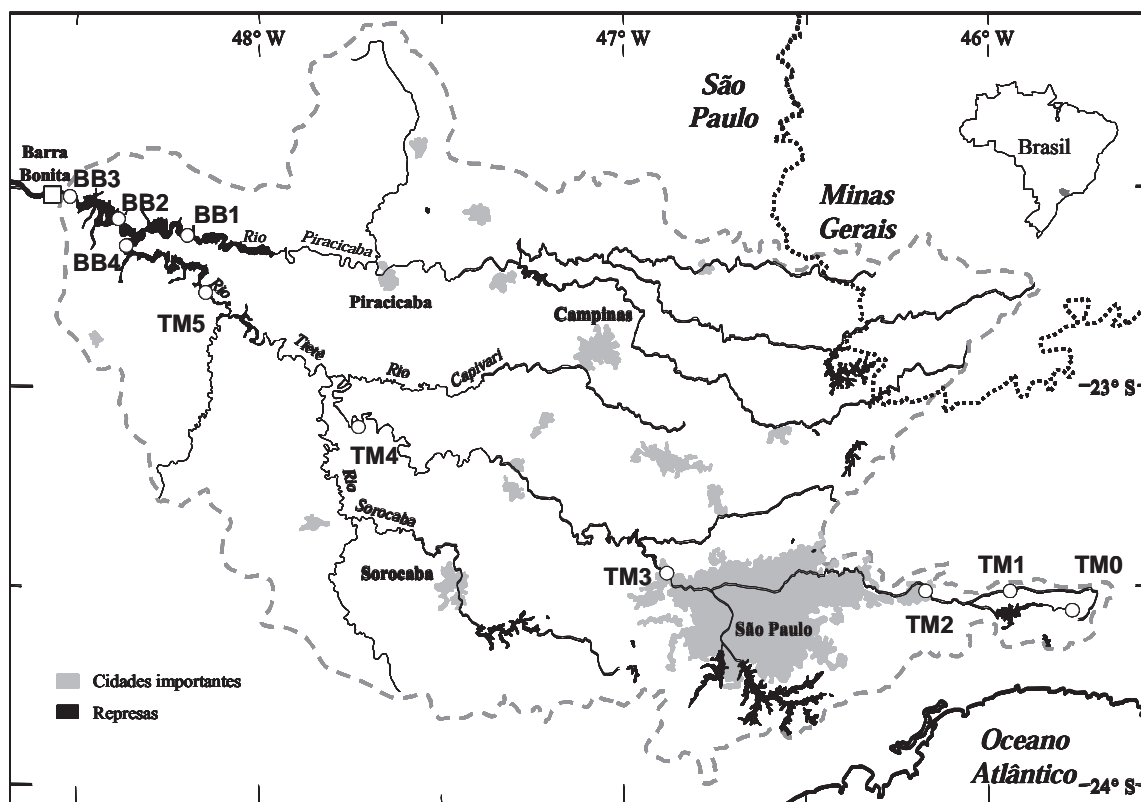 48° W
47° W
46° W
São
Paulo
Brasil
Barra
Bonita
BB3
BB2
BB1
Minas
Gerais
Rio
Piracicaba
BB4
Rio
Piracicaba
TM5
Campinas
Tietê
Rio
Capivari
23° S
TM4
Rio
Sorocaba
Sorocaba
TM3
TM1
TM0
TM2
São Paulo
Cidades importantes
Represas
Oceano
Atlântico
24° S